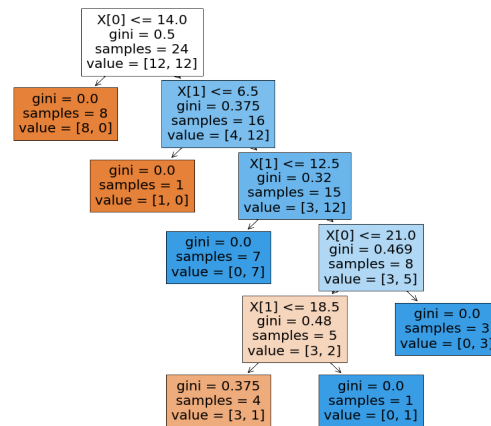 X[0] <= 14.0
gini = 0.5
samples = 24
value = [12, 12]
gini = 0.0
samples = 8
value = [8, 0]
X[1] <= 6.5
gini = 0.375
samples = 16
value = [4, 12]
gini = 0.0
samples = 1
value = [1, 0]
X[1] <= 12.5
gini = 0.32
samples = 15
value = [3, 12]
gini = 0.0
samples = 7
value = [0, 7]
X[0] <= 21.0
gini = 0.469
samples = 8
value = [3, 5]
X[1] <= 18.5
gini = 0.48
samples = 5
value = [3, 2]
gini = 0.0
samples = 3
value = [0, 3]
gini = 0.375
samples = 4
value = [3, 1]
gini = 0.0
samples = 1
value = [0, 1]